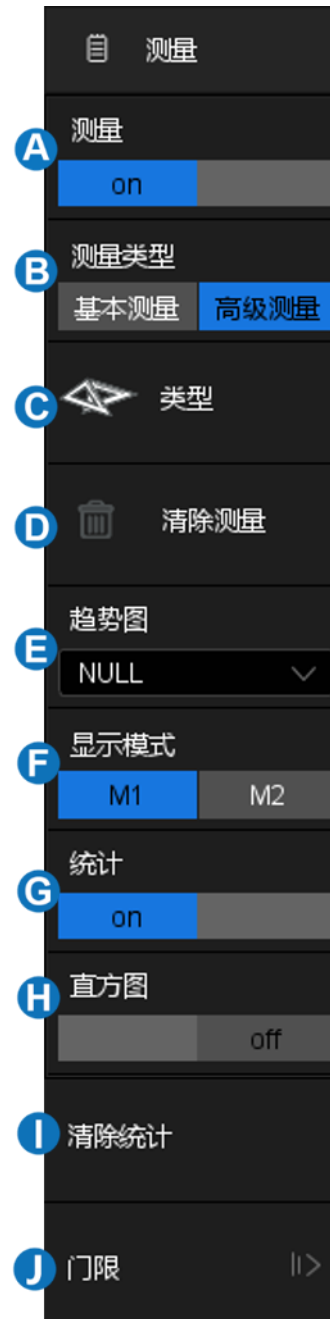 测量
A
测量
on
B
测量类型
基本测量 高级测量
C
类型
D
清除测量
E
趋势图
NULL
F
显示模式
M1 M2
G
统计
on
H
直方图
off
I
清除统计
J
门限